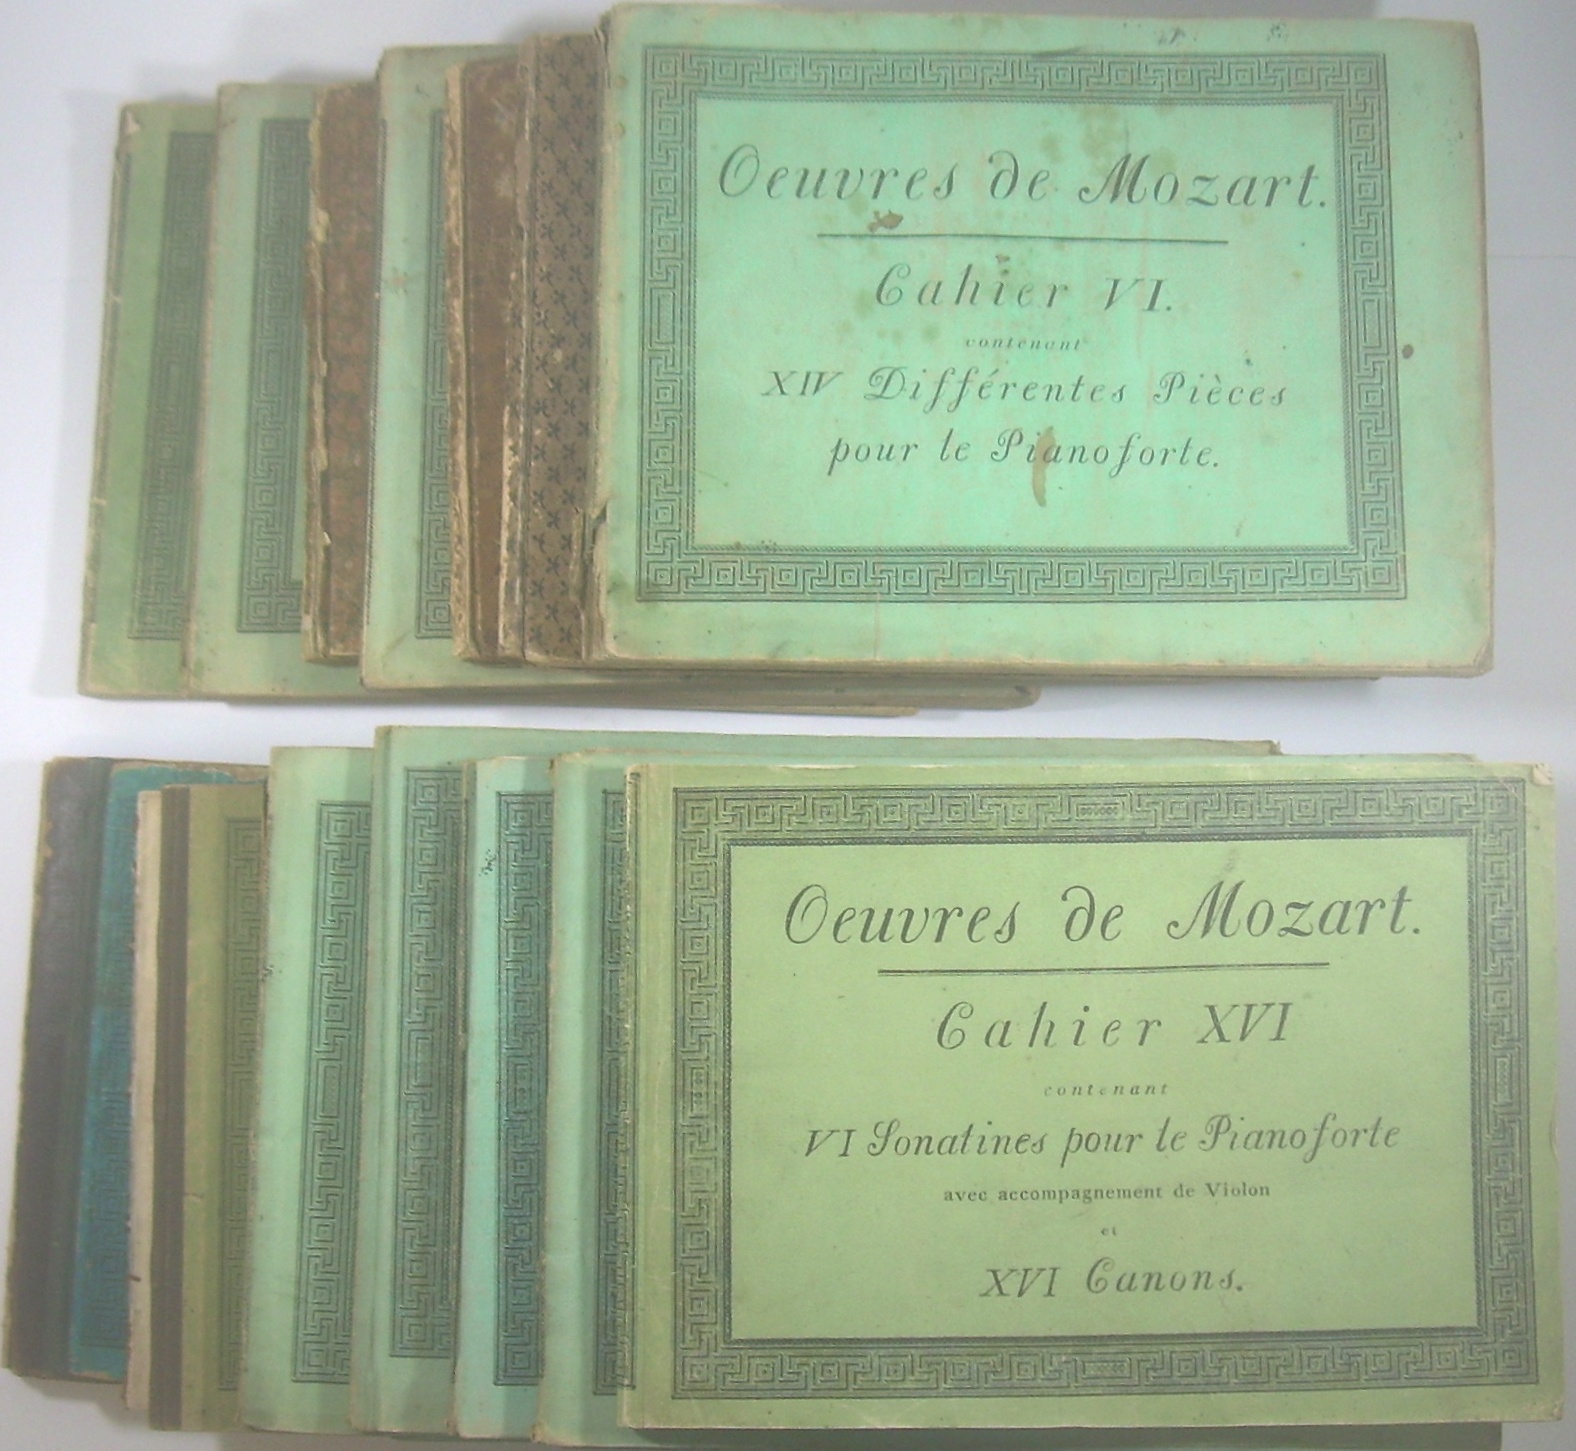 Oeuvres de Mozart.
Cahier VI.
contenant
XIV Différentes Pièces
pour le Pianoforte.
Oeuvres de Mozart.
Cahier XVI
contenant
VI Sonatines pour le Pianoforte
avec accompagnement de Violon
et
XVI Canons.